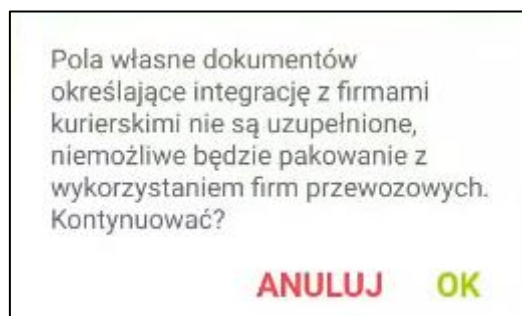 Pola własne dokumentów
określające integrację z firmami
kurierskimi nie są uzupełnione,
niemożliwe będzie pakowanie z
wykorzystaniem firm przewozowych.
Kontynuować?
ANULUJ OK